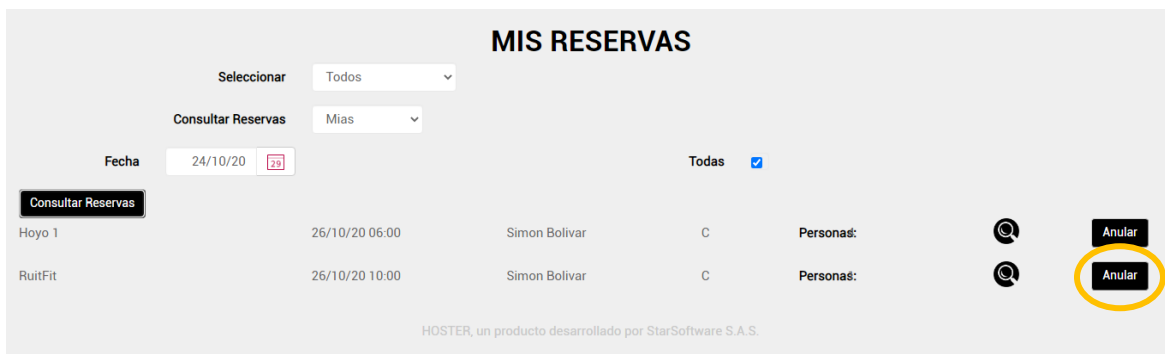 MIS RESERVAS
Seleccionar Todos
Consultar Reservas Mias
Fecha 24/10/20 29 Todas
Consultar Reservas
Hoyo 1 26/10/20 06:00 Simon Bolivar C Personas: Anular
RuitFit 26/10/20 10:00 Simon Bolivar C Personas: Anular
HOSTER, un producto desarrollado por StarSoftware S.A.S.